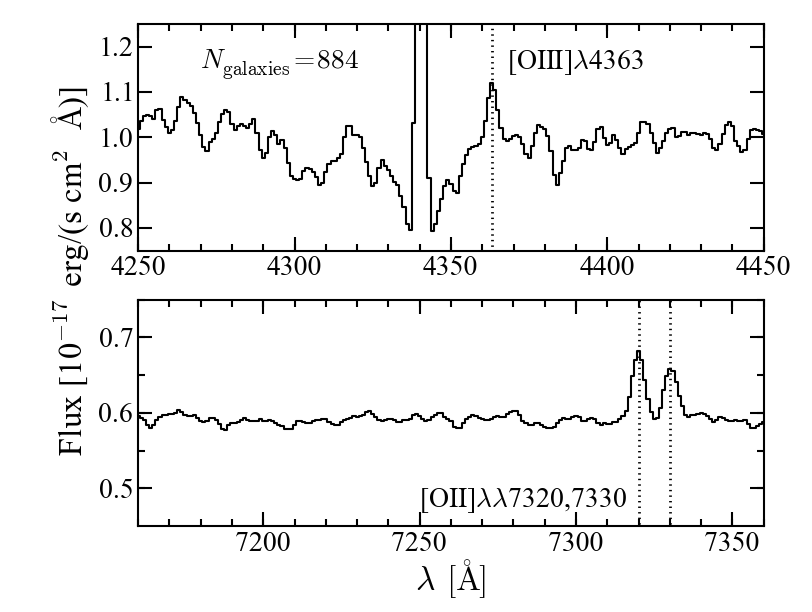 N_galaxies=884
[OIII]λ4363
1.2
1.1
1.0
0.9
0.8
4250 4300 4350 4400 4450
Flux [10^−17 erg/(s cm^2 Å)]
0.7
0.6
0.5
[OII]λλ7320,7330
7200 7250 7300 7350
λ [Å]